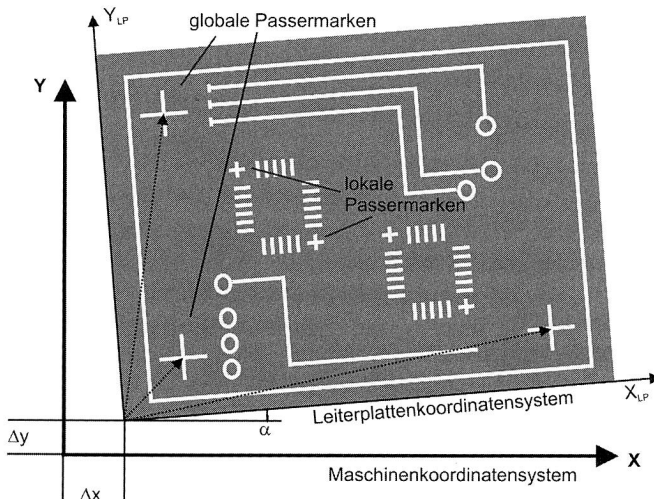 Y_LP
globale Passermarken
Y
lokale
Passermarken
X_LP
Leiterplattenkoordinatensystem
α
Δy
X
Maschinenkoordinatensystem
Δx